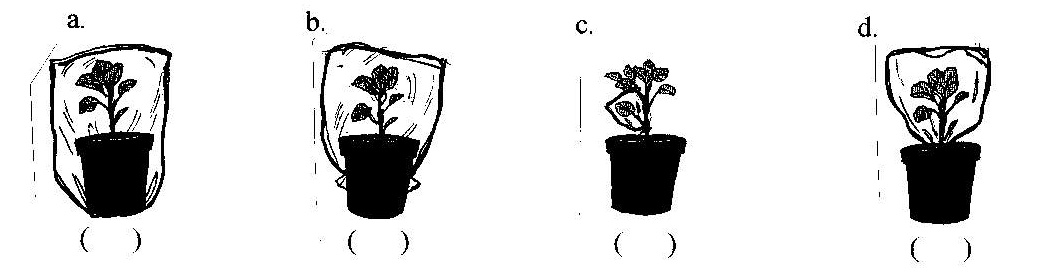 a. b. c. d.
( ) ( ) ( ) ( )